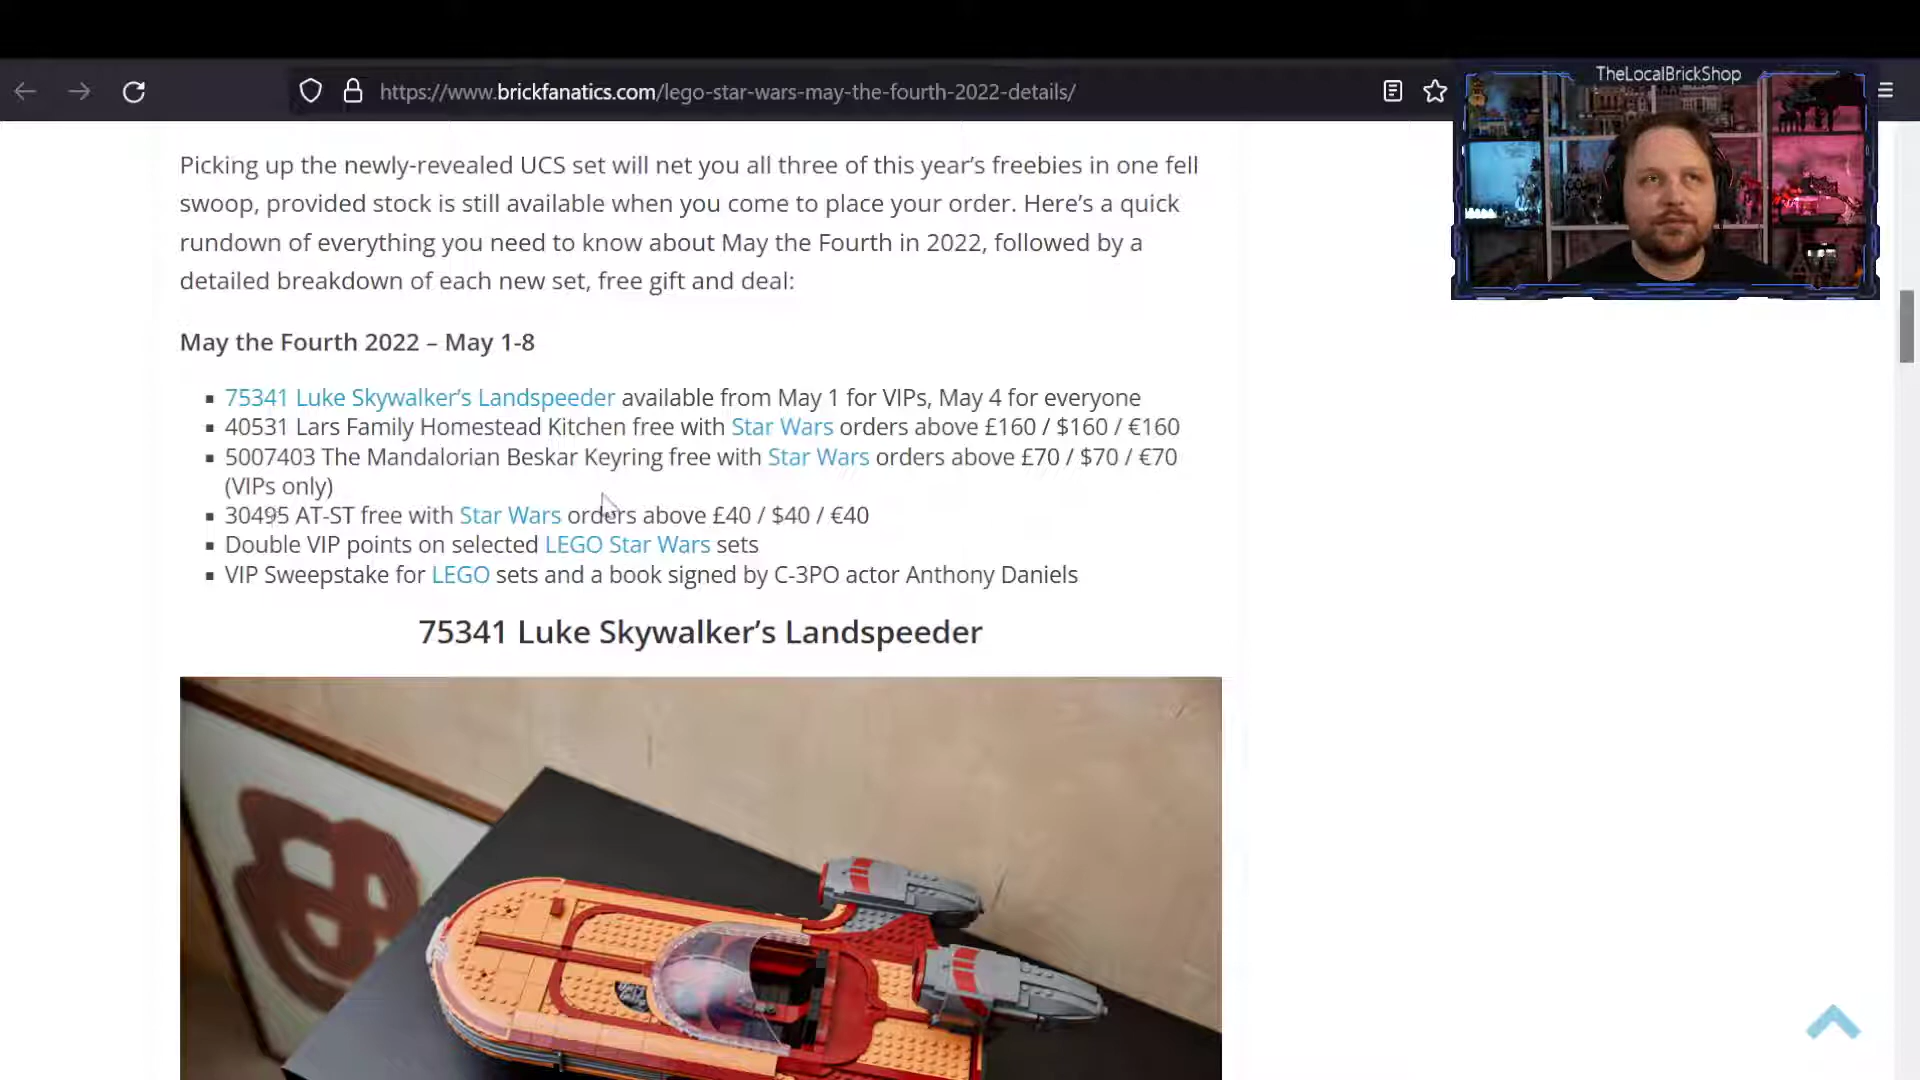 https://www.brickfanatics.com/lego-star-wars-may-the-fourth-2022-details/
TheLocalBrickShop
Picking up the newly-revealed UCS set will net you all three of this year’s freebies in one fell
swoop, provided stock is still available when you come to place your order. Here’s a quick
rundown of everything you need to know about May the Fourth in 2022, followed by a
detailed breakdown of each new set, free gift and deal:
May the Fourth 2022 – May 1-8
75341 Luke Skywalker’s Landspeeder available from May 1 for VIPs, May 4 for everyone
40531 Lars Family Homestead Kitchen free with Star Wars orders above £160 / $160 / €160
5007403 The Mandalorian Beskar Keyring free with Star Wars orders above £70 / $70 / €70
(VIPs only)
30495 AT-ST free with Star Wars orders above £40 / $40 / €40
Double VIP points on selected LEGO Star Wars sets
VIP Sweepstake for LEGO sets and a book signed by C-3PO actor Anthony Daniels
75341 Luke Skywalker’s Landspeeder